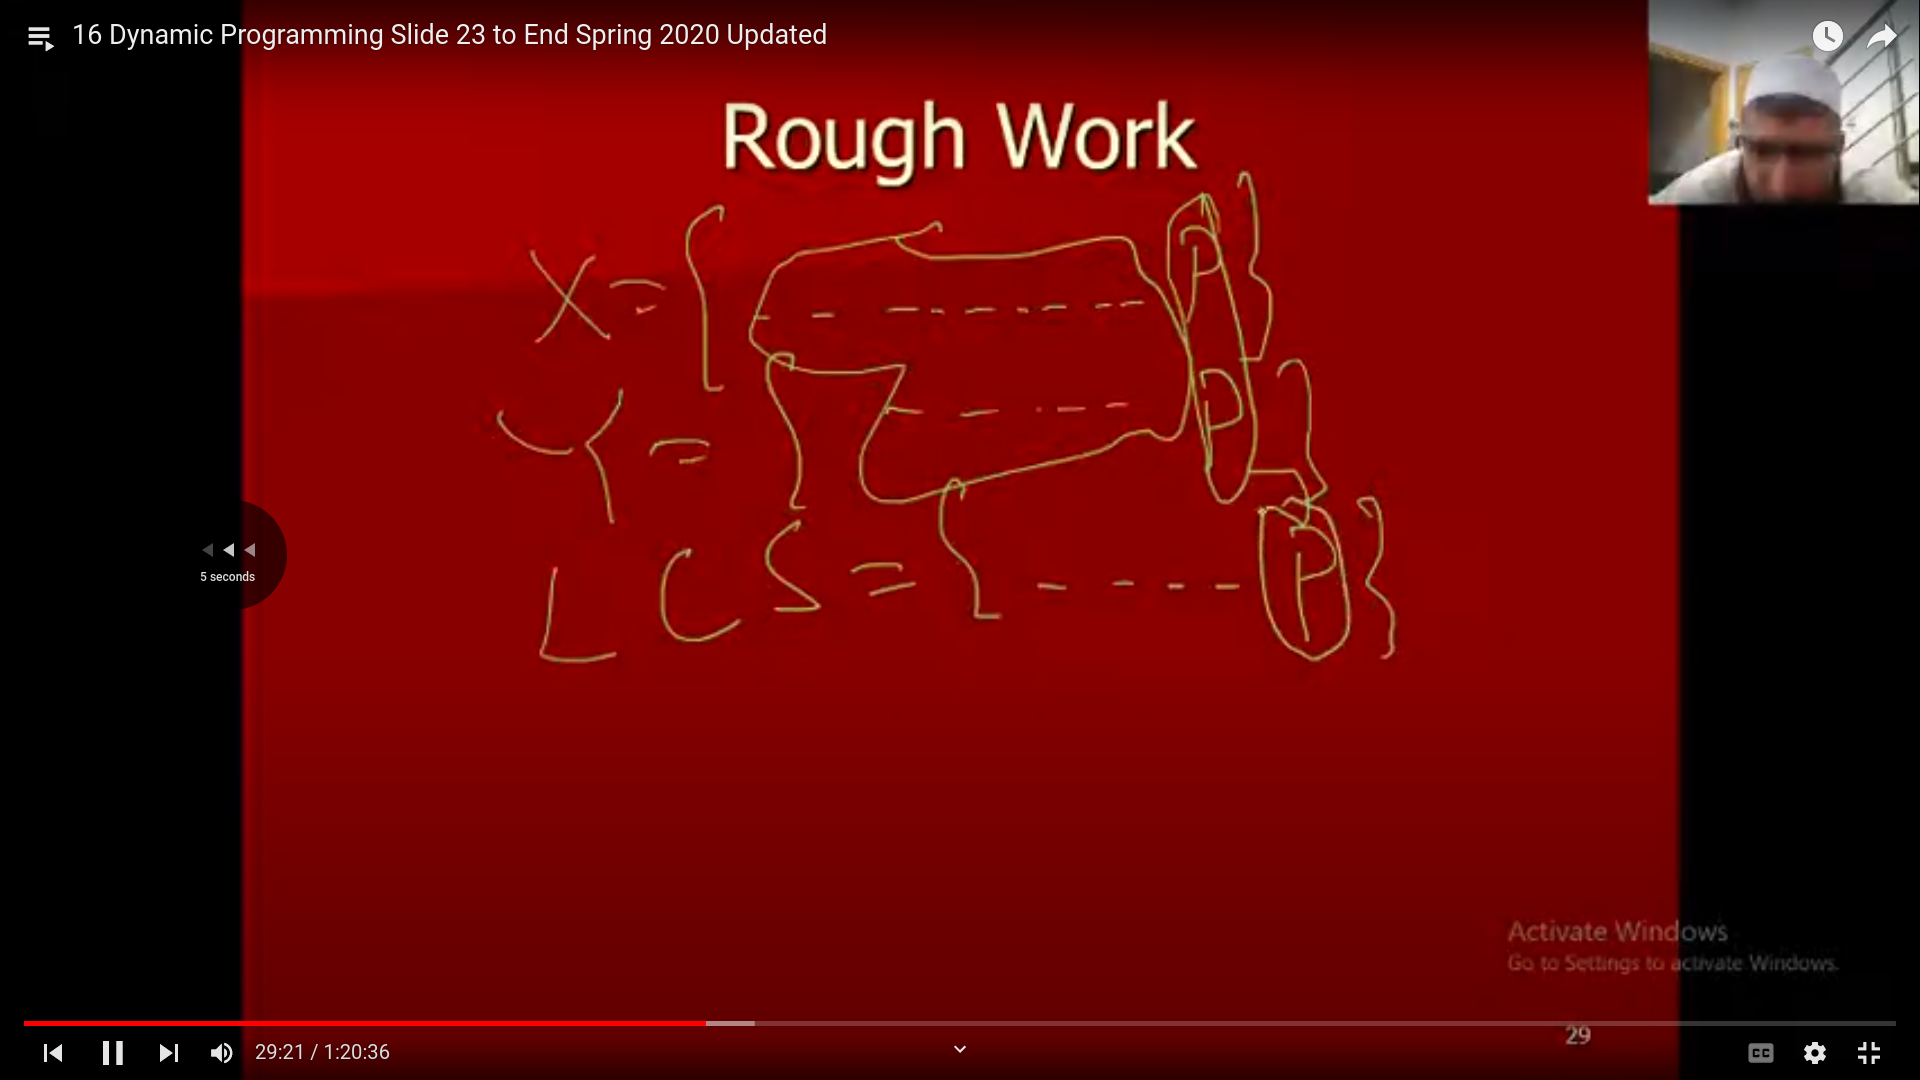 16 Dynamic Programming Slide 23 to End Spring 2020 Updated
Rough Work
X = { - - - - - - - - P }
Y = { - - - - - P }
LCS = { - - - - P }
5 seconds
Activate Windows
Go to Settings to activate Windows.
29
29:21 / 1:20:36
CC